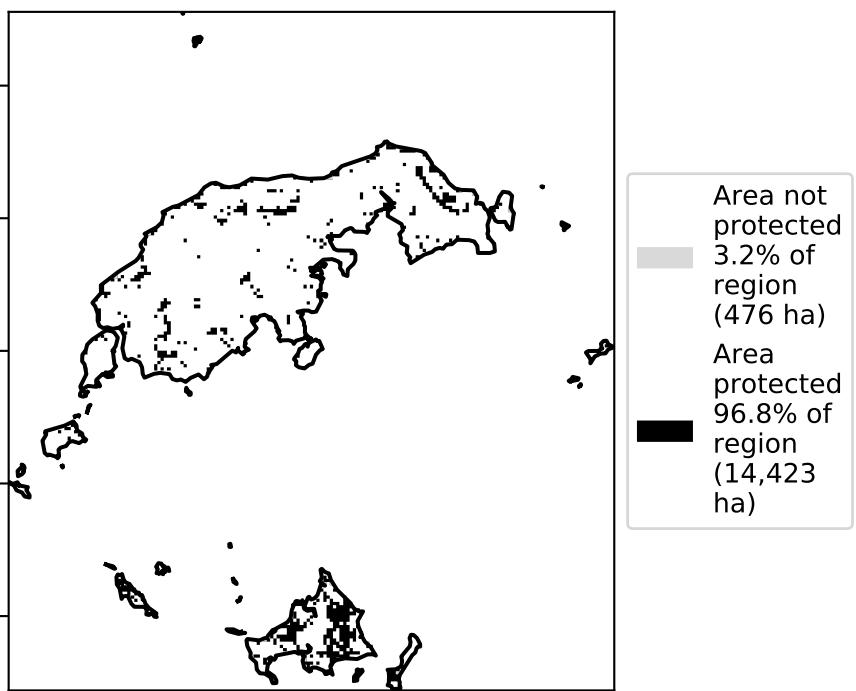 Area not
protected
3.2% of
region
(476 ha)
Area
protected
96.8% of
region
(14,423
ha)